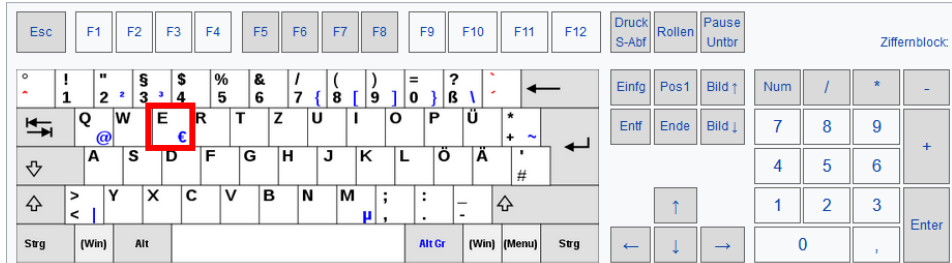 Esc F1 F2 F3 F4 F5 F6 F7 F8 F9 F10 F11 F12 Druck S-Abf Rollen Pause Untbr Ziffernblock:
° ^ ! 1 " 2 ² § 3 ³ $ 4 % 5 & 6 / 7 { ( 8 [ ) 9 ] = 0 } ? ß \ ` ´ ← Einfg Pos1 Bild↑ Num / * -
Q @ W E € R T Z U I O P Ü * + ~ Entf Ende Bild↓ 7 8 9 +
A S D F G H J K L Ö Ä ' # 4 5 6
> < | Y X C V B N M µ ; , : . _ - ↑ 1 2 3 Enter
Strg (Win) Alt Alt Gr (Win) (Menu) Strg ← ↓ → 0 ,